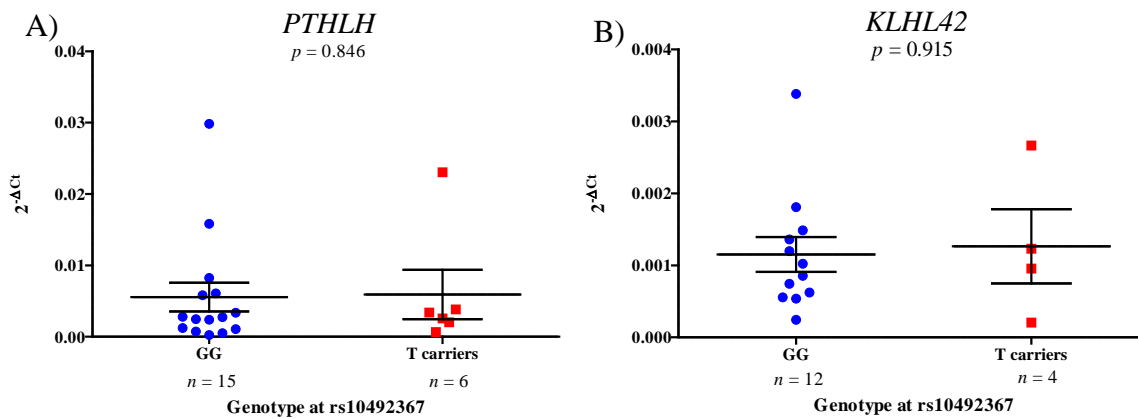 A)
PTHLH
p = 0.846
2^-ΔCt
0.04
0.03
0.02
0.01
0.00
GG
T carriers
n = 15
n = 6
Genotype at rs10492367
B)
KLHL42
p = 0.915
2^-ΔCt
0.004
0.003
0.002
0.001
0.000
GG
T carriers
n = 12
n = 4
Genotype at rs10492367